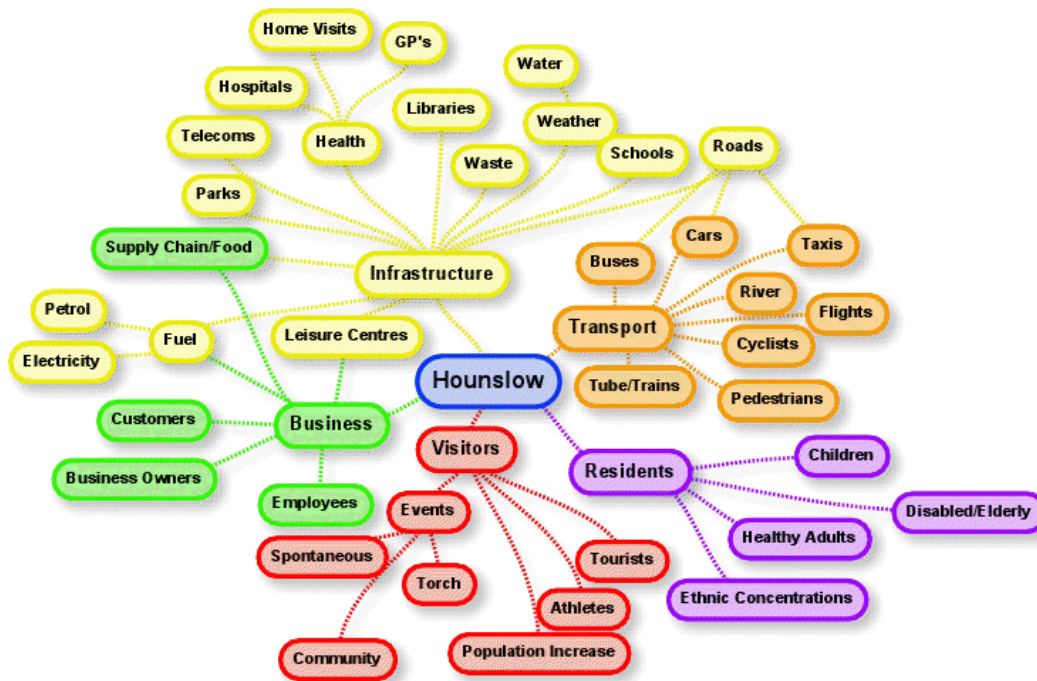 Home Visits
GP's
Water
Hospitals
Libraries
Telecoms
Health
Weather
Schools
Roads
Waste
Parks
Supply Chain/Food
Cars
Taxis
Buses
Infrastructure
River
Petrol
Flights
Fuel
Leisure Centres
Transport
Electricity
Cyclists
Hounslow
Tube/Trains
Pedestrians
Customers
Business
Visitors
Children
Business Owners
Residents
Employees
Events
Disabled/Elderly
Healthy Adults
Spontaneous
Tourists
Torch
Ethnic Concentrations
Athletes
Community
Population Increase